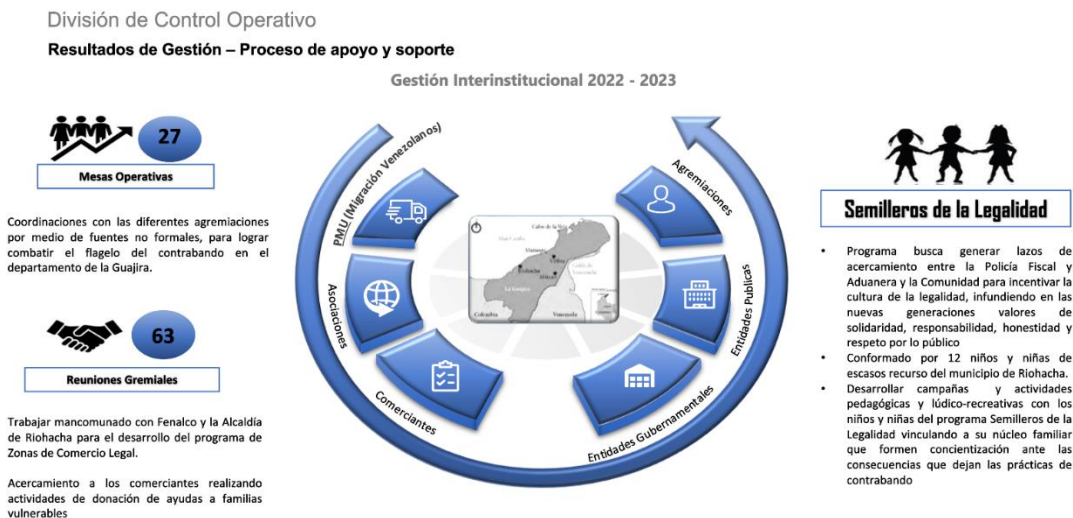 División de Control Operativo
Resultados de Gestión – Proceso de apoyo y soporte
Gestión Interinstitucional 2022 - 2023
27
Mesas Operativas
Coordinaciones con las diferentes agremiaciones
por medio de fuentes no formales, para lograr
combatir el flagelo del contrabando en el
departamento de la Guajira.
63
Reuniones Gremiales
Trabajar mancomunado con Fenalco y la Alcaldía
de Riohacha para el desarrollo del programa de
Zonas de Comercio Legal.
Acercamiento a los comerciantes realizando
actividades de donación de ayudas a familias
vulnerables
PMU (Migración Venezolanos)
Asociaciones
Comerciantes
Entidades Gubernamentales
Entidades Publicas
Agremiaciones
Cabo de la Vela
Riohacha
La Guajira
Colombia
Venezuela
Semilleros de la Legalidad
• Programa busca generar lazos de
acercamiento entre la Policía Fiscal y
Aduanera y la Comunidad para incentivar la
cultura de la legalidad, infundiendo en las
nuevas generaciones valores de
solidaridad, responsabilidad, honestidad y
respeto por lo público
• Conformado por 12 niños y niñas de
escasos recurso del municipio de Riohacha.
• Desarrollar campañas y actividades
pedagógicas y lúdico-recreativas con los
niños y niñas del programa Semilleros de la
Legalidad vinculando a su núcleo familiar
que formen concientización ante las
consecuencias que dejan las prácticas de
contrabando